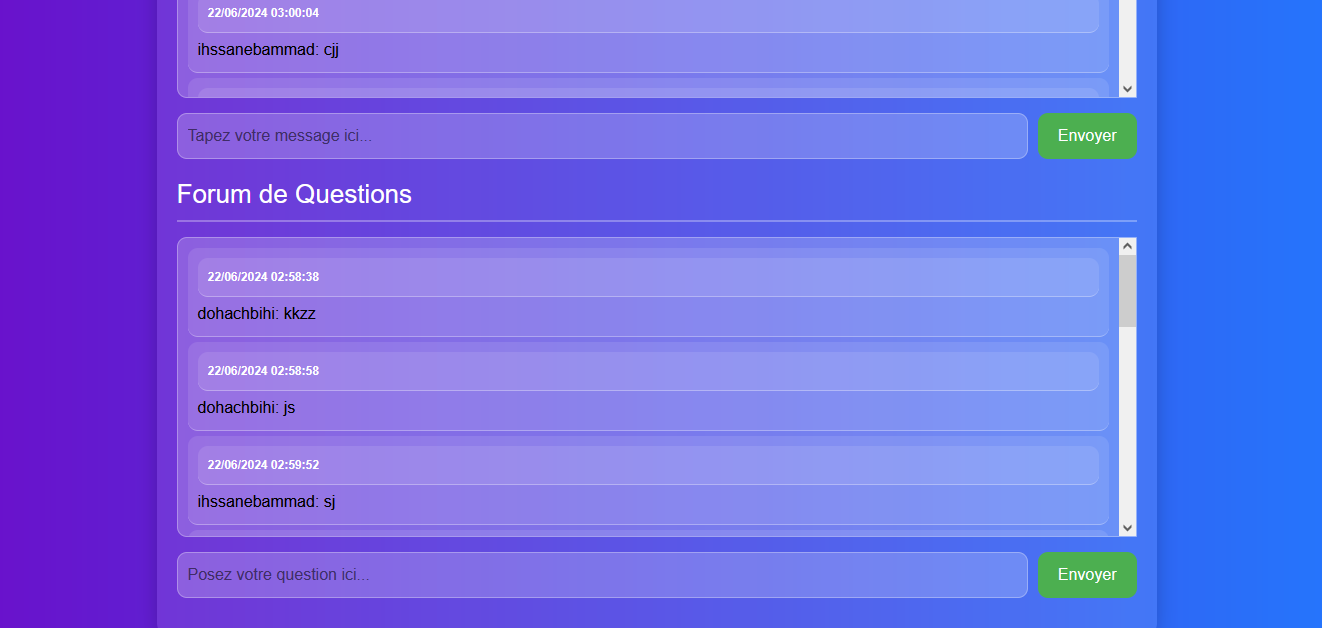 22/06/2024 03:00:04
ihssanebammad: cjj
Tapez votre message ici...
Envoyer
Forum de Questions
22/06/2024 02:58:38
dohachbihi: kkzz
22/06/2024 02:58:58
dohachbihi: js
22/06/2024 02:59:52
ihssanebammad: sj
Posez votre question ici...
Envoyer